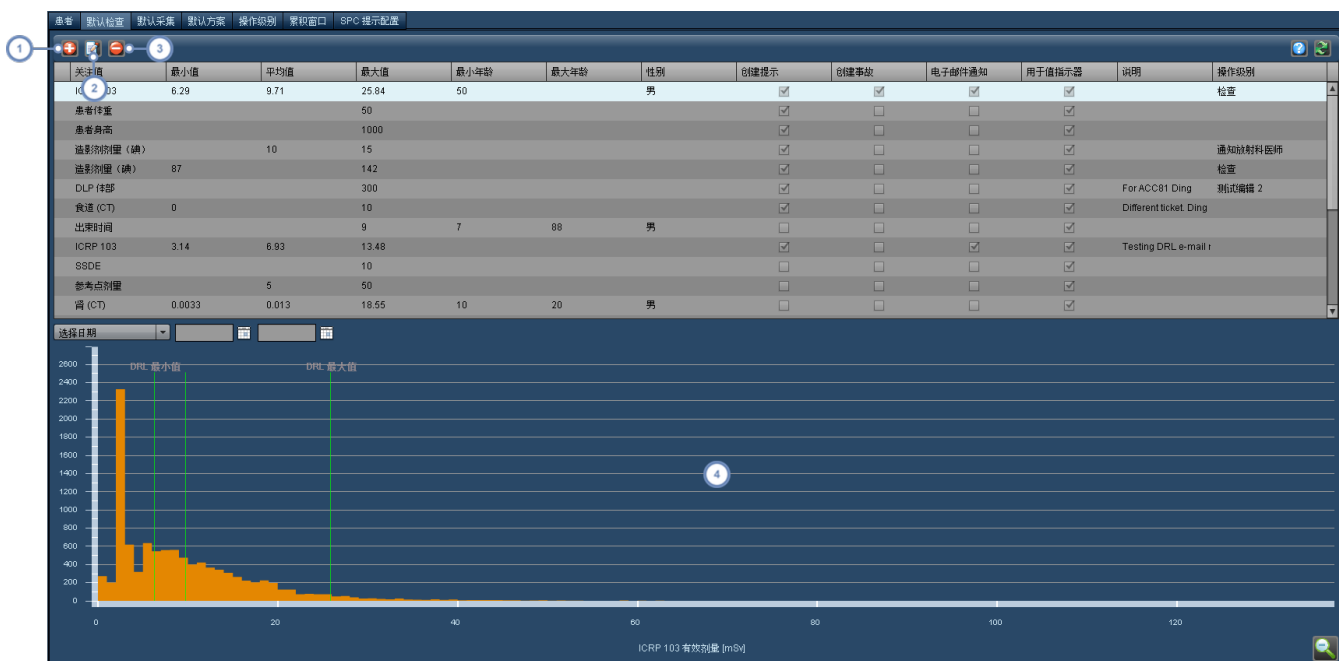 患者 默认检查 默认采集 默认方案 操作级别 累积窗口 SPC 提示配置
1 3
2
关注值 最小值 平均值 最大值 最小年龄 最大年龄 性别 创建提示 创建事故 电子邮件通知 用于值指示器 说明 操作级别
03 6.29 9.71 25.84 50 男 检查
患者体重 50
患者身高 1000
造影剂剂量（碘） 10 15 通知放射科医师
造影剂量（碘） 87 142 检查
DLP 体部 300 For ACC81 Ding 测试编辑 2
食道 (CT) 0 10 Different ticket. Ding
出束时间 9 7 88 男
ICRP 103 3.14 6.93 13.48 Testing DRL e-mail r
SSDE 10
参考点剂量 5 50
肾 (CT) 0.0033 0.013 18.55 10 20 男
选择日期
DRL 最小值 DRL 最大值
2600
2400
2200
2000
1800
1600
1400
1200
1000
800
600
400
200
0
4
0 20 40 60 80 100 120
ICRP 103 有效剂量 [mSv]